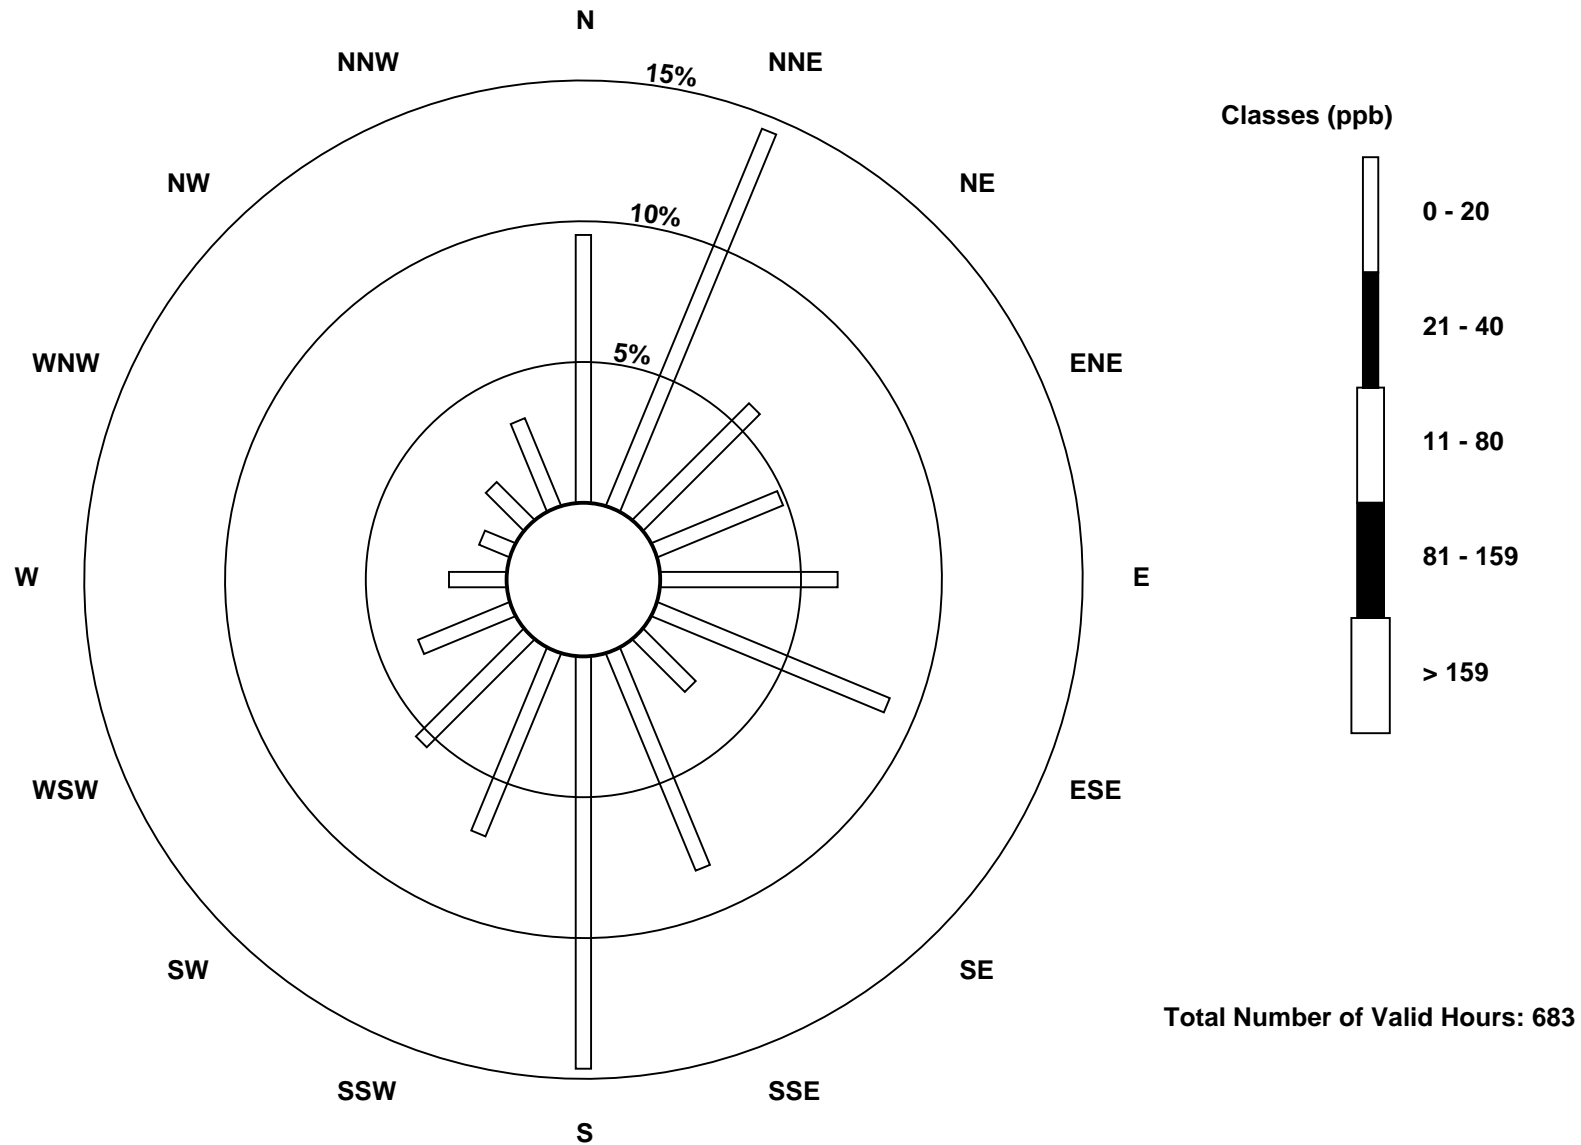 N
NNW
NNE
15%
Classes (ppb)
NW
NE
0 - 20
10%
21 - 40
5%
WNW
ENE
11 - 80
81 - 159
W
E
> 159
WSW
ESE
SW
SE
Total Number of Valid Hours: 683
SSW
SSE
S